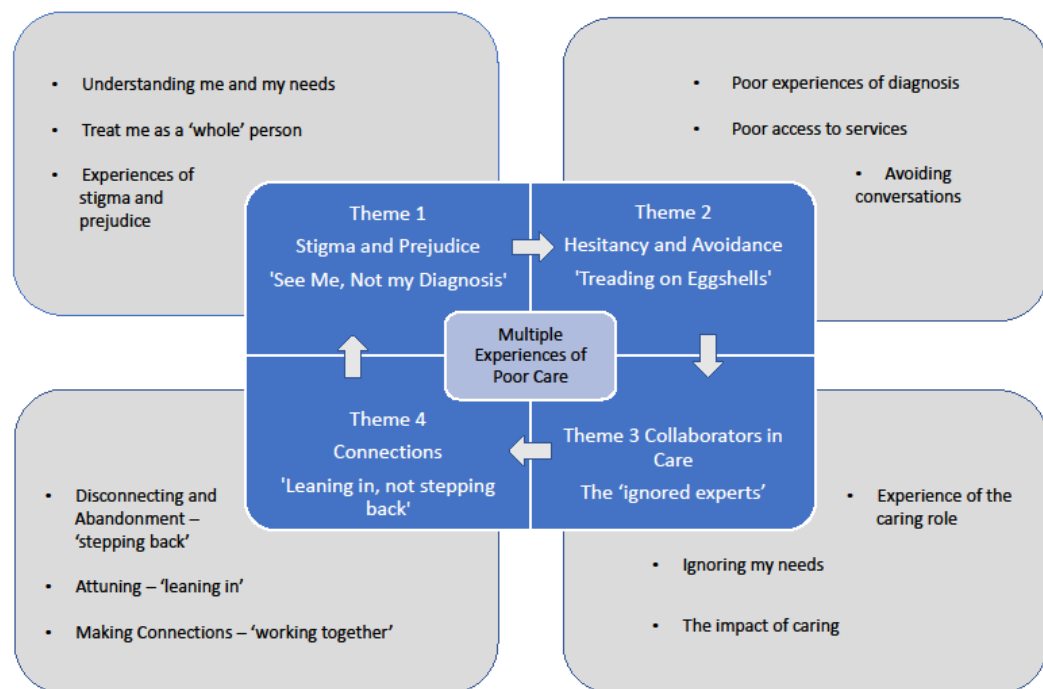 • Understanding me and my needs
• Treat me as a ‘whole’ person
• Experiences of
stigma and
prejudice
• Poor experiences of diagnosis
• Poor access to services
• Avoiding
conversations
Theme 1
Stigma and Prejudice
'See Me, Not my Diagnosis'
Theme 2
Hesitancy and Avoidance
'Treading on Eggshells'
Multiple
Experiences of
Poor Care
Theme 4
Connections
'Leaning in, not stepping
back'
Theme 3 Collaborators in
Care
The ‘ignored experts’
• Disconnecting and
Abandonment –
‘stepping back’
• Attuning – ‘leaning in’
• Making Connections – ‘working together’
• Experience of the
caring role
• Ignoring my needs
• The impact of caring